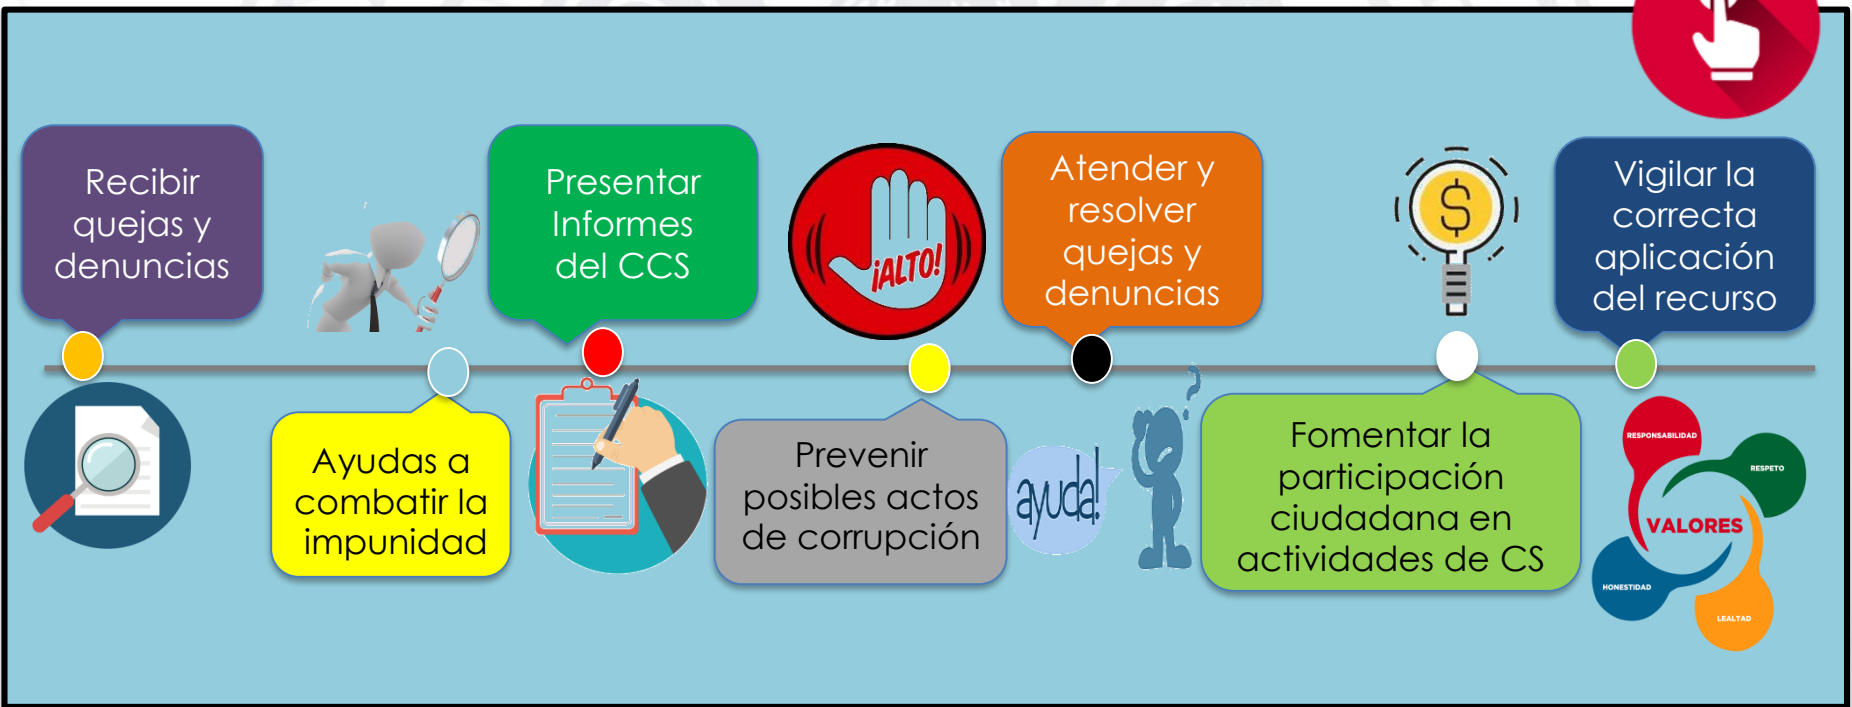 Recibir
quejas y
denuncias
Ayudas a
combatir la
impunidad
Presentar
Informes
del CCS
¡ALTO!
Prevenir
posibles actos
de corrupción
Atender y
resolver
quejas y
denuncias
ayuda!
?
Fomentar la
participación
ciudadana en
actividades de CS
$
Vigilar la
correcta
aplicación
del recurso
RESPONSABILIDAD
RESPETO
VALORES
HONESTIDAD
LEALTAD